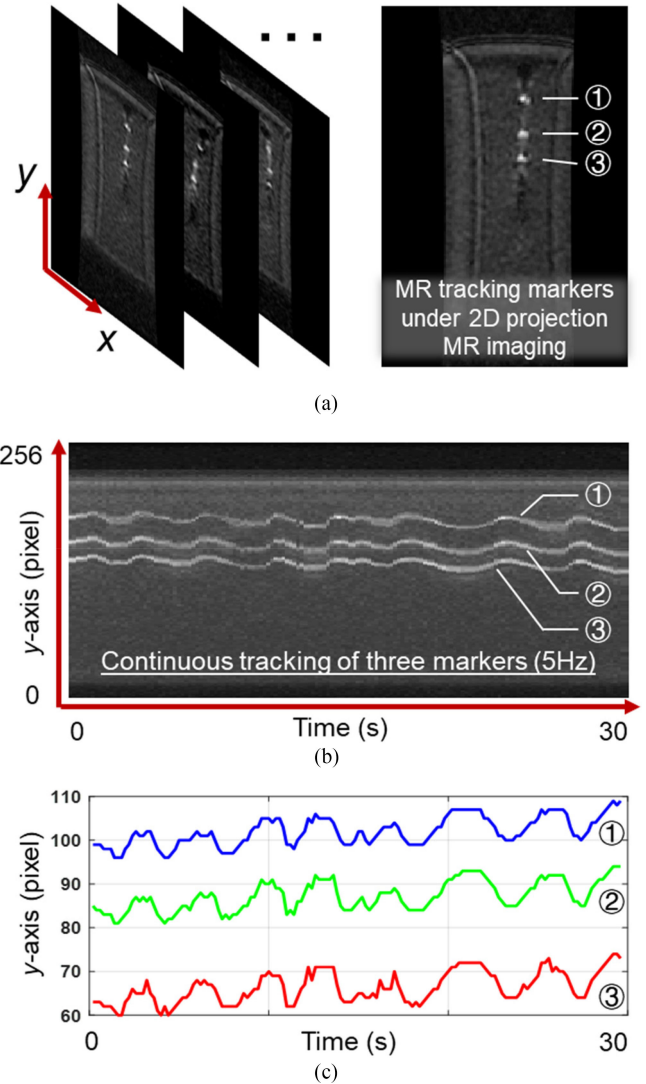 ① 
② 
③
y
x
MR tracking markers
under 2D projection
MR imaging
(a)
256
y-axis (pixel)
0
①
②
③
Continuous tracking of three markers (5Hz)
0
Time (s)
30
(b)
110
100
90
80
70
60
y-axis (pixel)
①
②
③
0
Time (s)
30
(c)